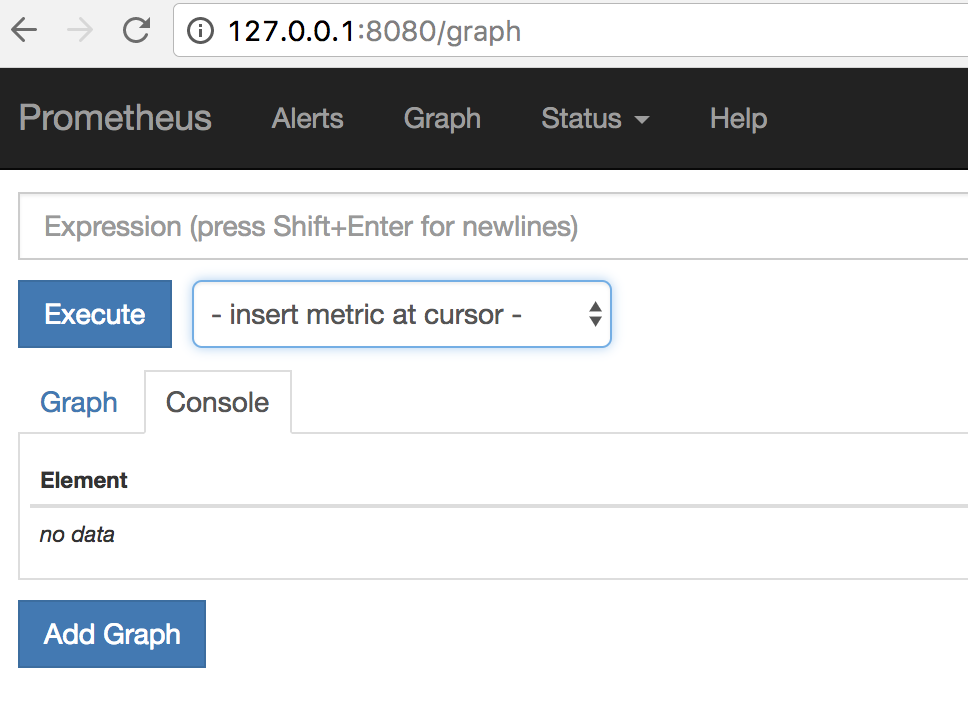 127.0.0.1:8080/graph
Prometheus Alerts Graph Status Help
Expression (press Shift+Enter for newlines)
Execute - insert metric at cursor -
Graph Console
Element
no data
Add Graph